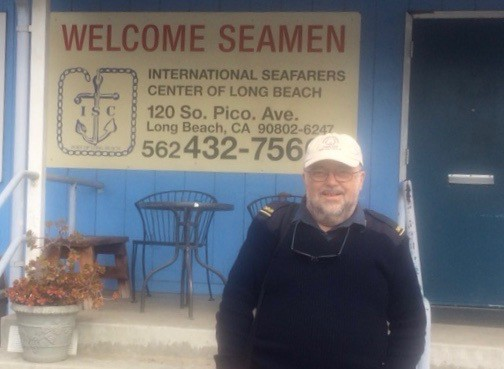 WELCOME SEAMEN
INTERNATIONAL SEAFARERS
CENTER OF LONG BEACH
I S C
120 So. Pico. Ave.
Long Beach, CA 90802-6247
562 432-756